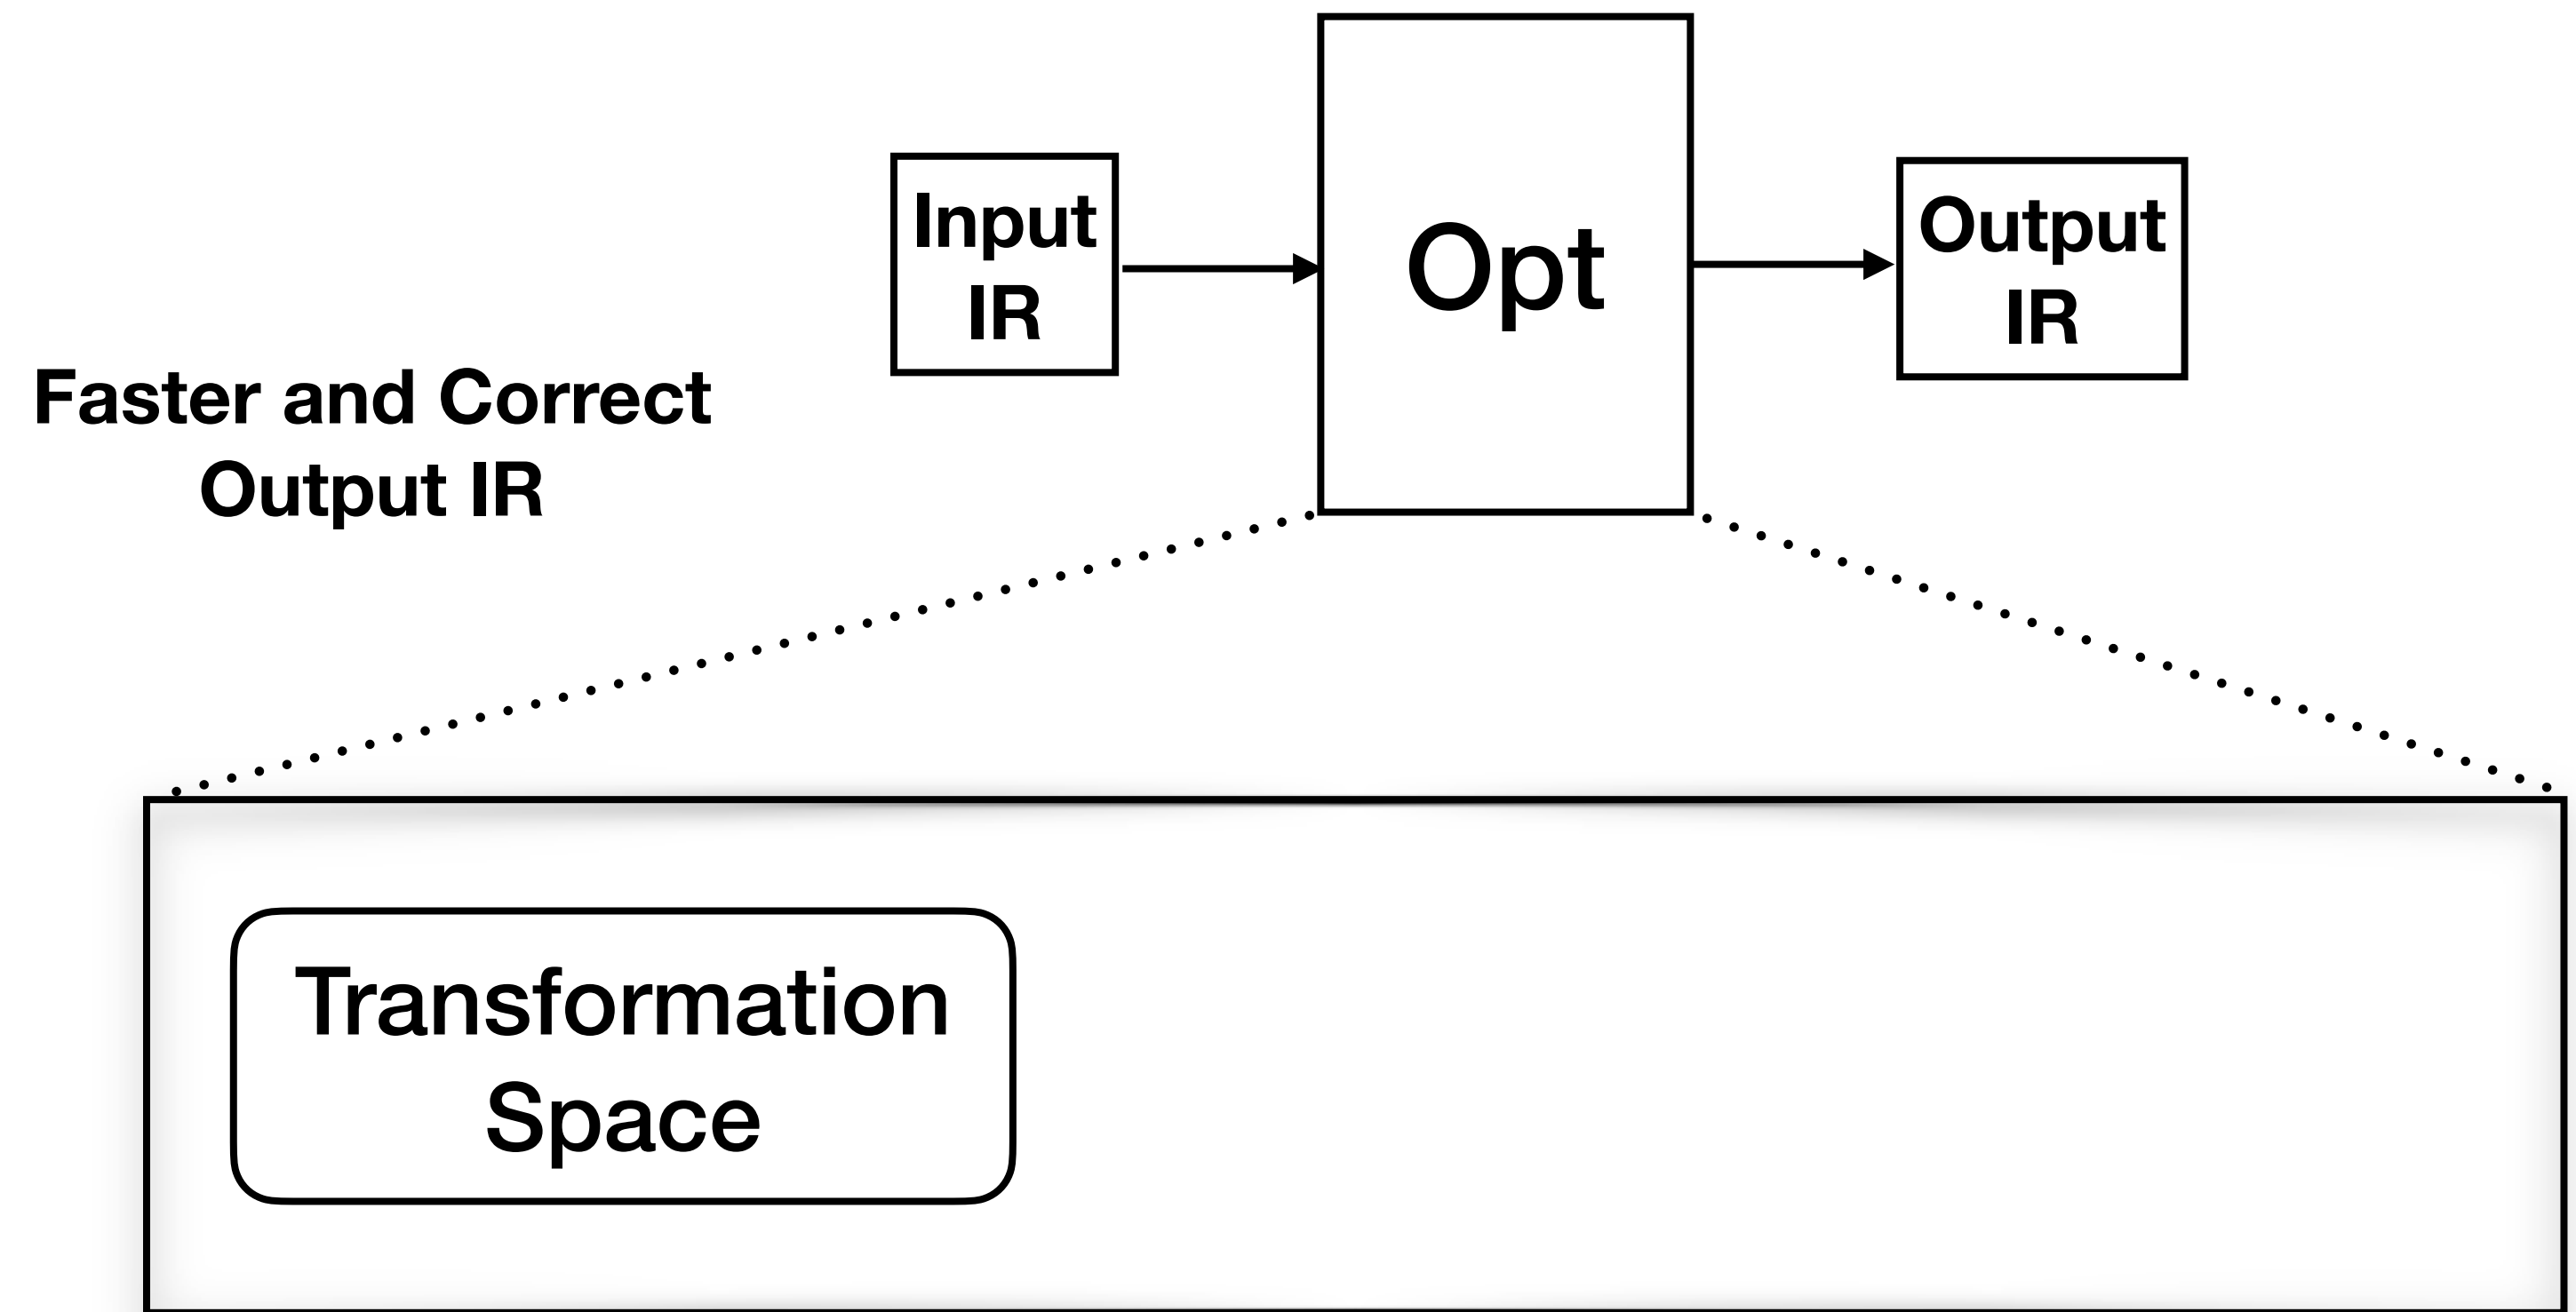 Input
IR
Opt
Output
IR
Faster and Correct
Output IR
Transformation
Space